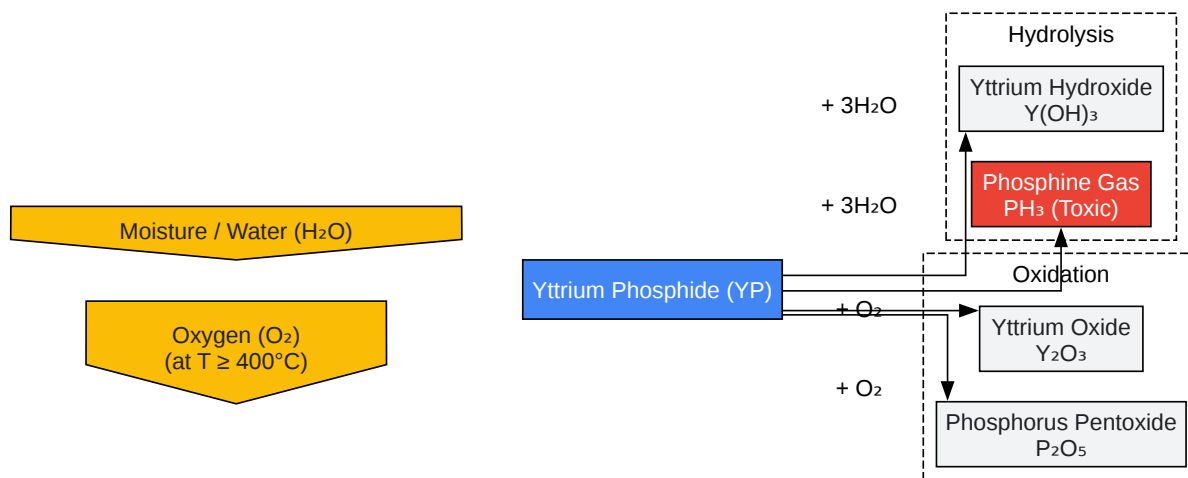 Hydrolysis
Yttrium Hydroxide
Y(OH)₃
+ 3H₂O
Phosphine Gas
PH₃ (Toxic)
+ 3H₂O
Moisture / Water (H₂O)
Yttrium Phosphide (YP)
Oxidation
+ O₂
Yttrium Oxide
Y₂O₃
Oxygen (O₂)
(at T ≥ 400°C)
+ O₂
Phosphorus Pentoxide
P₂O₅